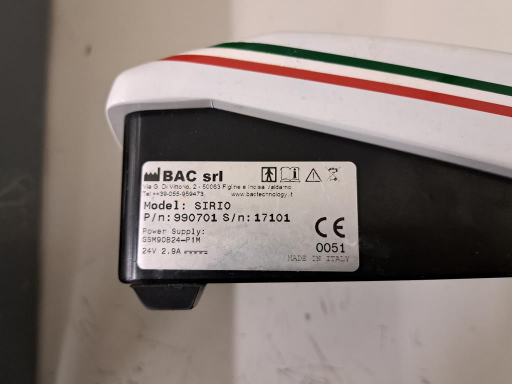 BAC srl
Via G. Di Vittorio, 2 - 50063 Figline e Incisa Valdarno
Tel ++39-055-959473 www.bactechnology.it
Model: SIRIO
P/n: 990701 S/n: 17101
Power Supply:
GSM90B24-P1M
24V 2.9A
CE
0051
MADE IN ITALY